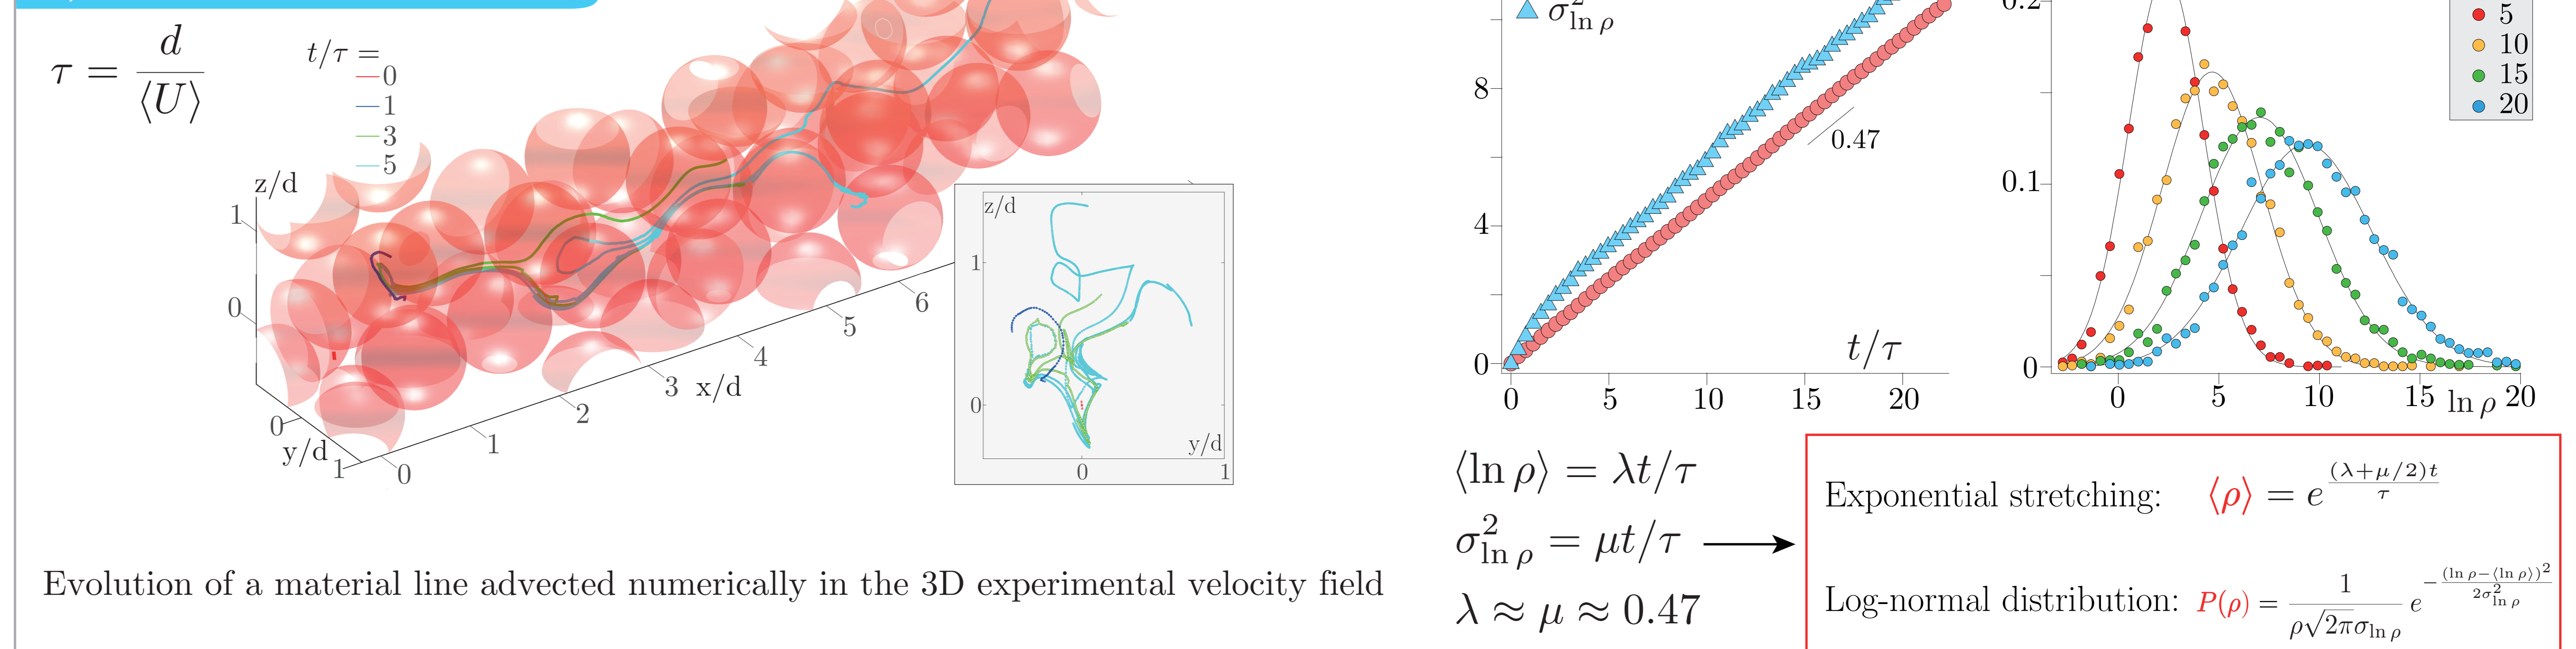 τ = d / ⟨U⟩
t/τ =
0
1
3
5
z/d
1
0
0
y/d
1
0
1
2
3
x/d
4
5
6
z/d
1
0
y/d
0
1
Evolution of a material line advected numerically in the 3D experimental velocity field
σ²ln ρ
8
4
0
0.47
t/τ
0
5
10
15
20
0.2
0.1
0
5
10
15
20
0
5
10
15
ln ρ
20
⟨ln ρ⟩ = λt/τ
σ²ln ρ = μt/τ
λ ≈ μ ≈ 0.47
Exponential stretching: ⟨ρ⟩ = e^((λ+μ/2)t/τ)
Log-normal distribution: P(ρ) = 1/(ρ√2π σln ρ) e^(−(ln ρ−⟨ln ρ⟩)²/2σ²ln ρ)